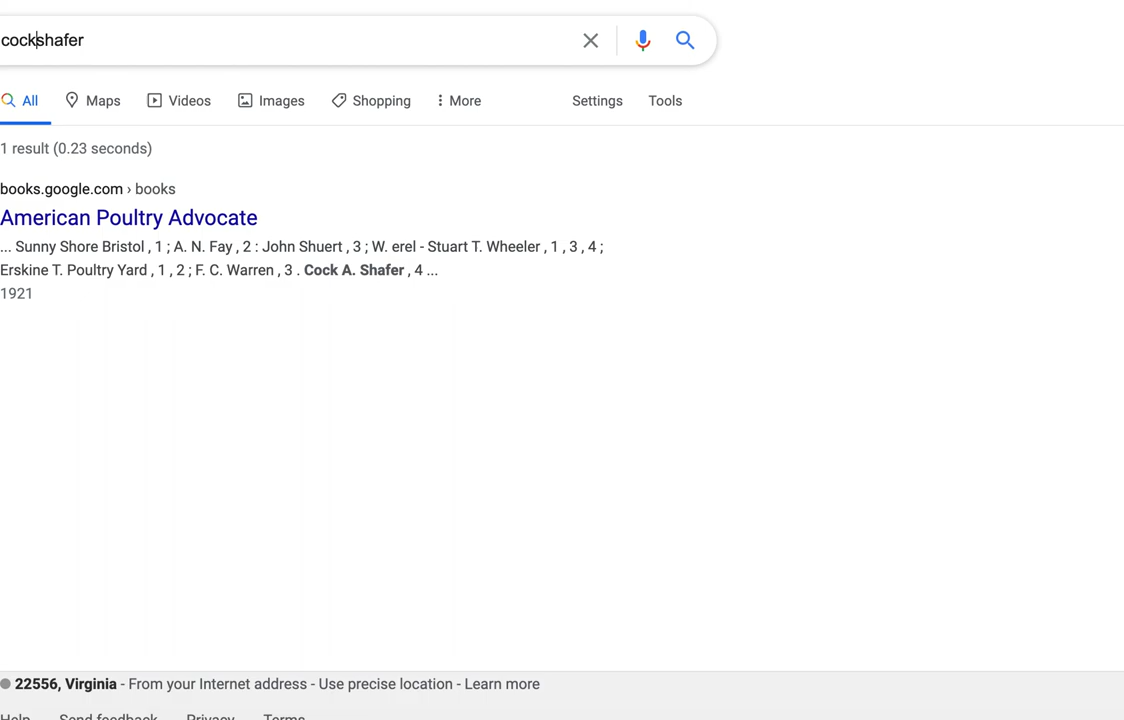 cockshafer
All Maps Videos Images Shopping More Settings Tools
1 result (0.23 seconds)
books.google.com › books
American Poultry Advocate
... Sunny Shore Bristol , 1 ; A. N. Fay , 2 : John Shuert , 3 ; W. erel - Stuart T. Wheeler , 1 , 3 , 4 ;
Erskine T. Poultry Yard , 1 , 2 ; F. C. Warren , 3 . Cock A. Shafer , 4 ...
1921
22556, Virginia - From your Internet address - Use precise location - Learn more
Help Send feedback Privacy Terms